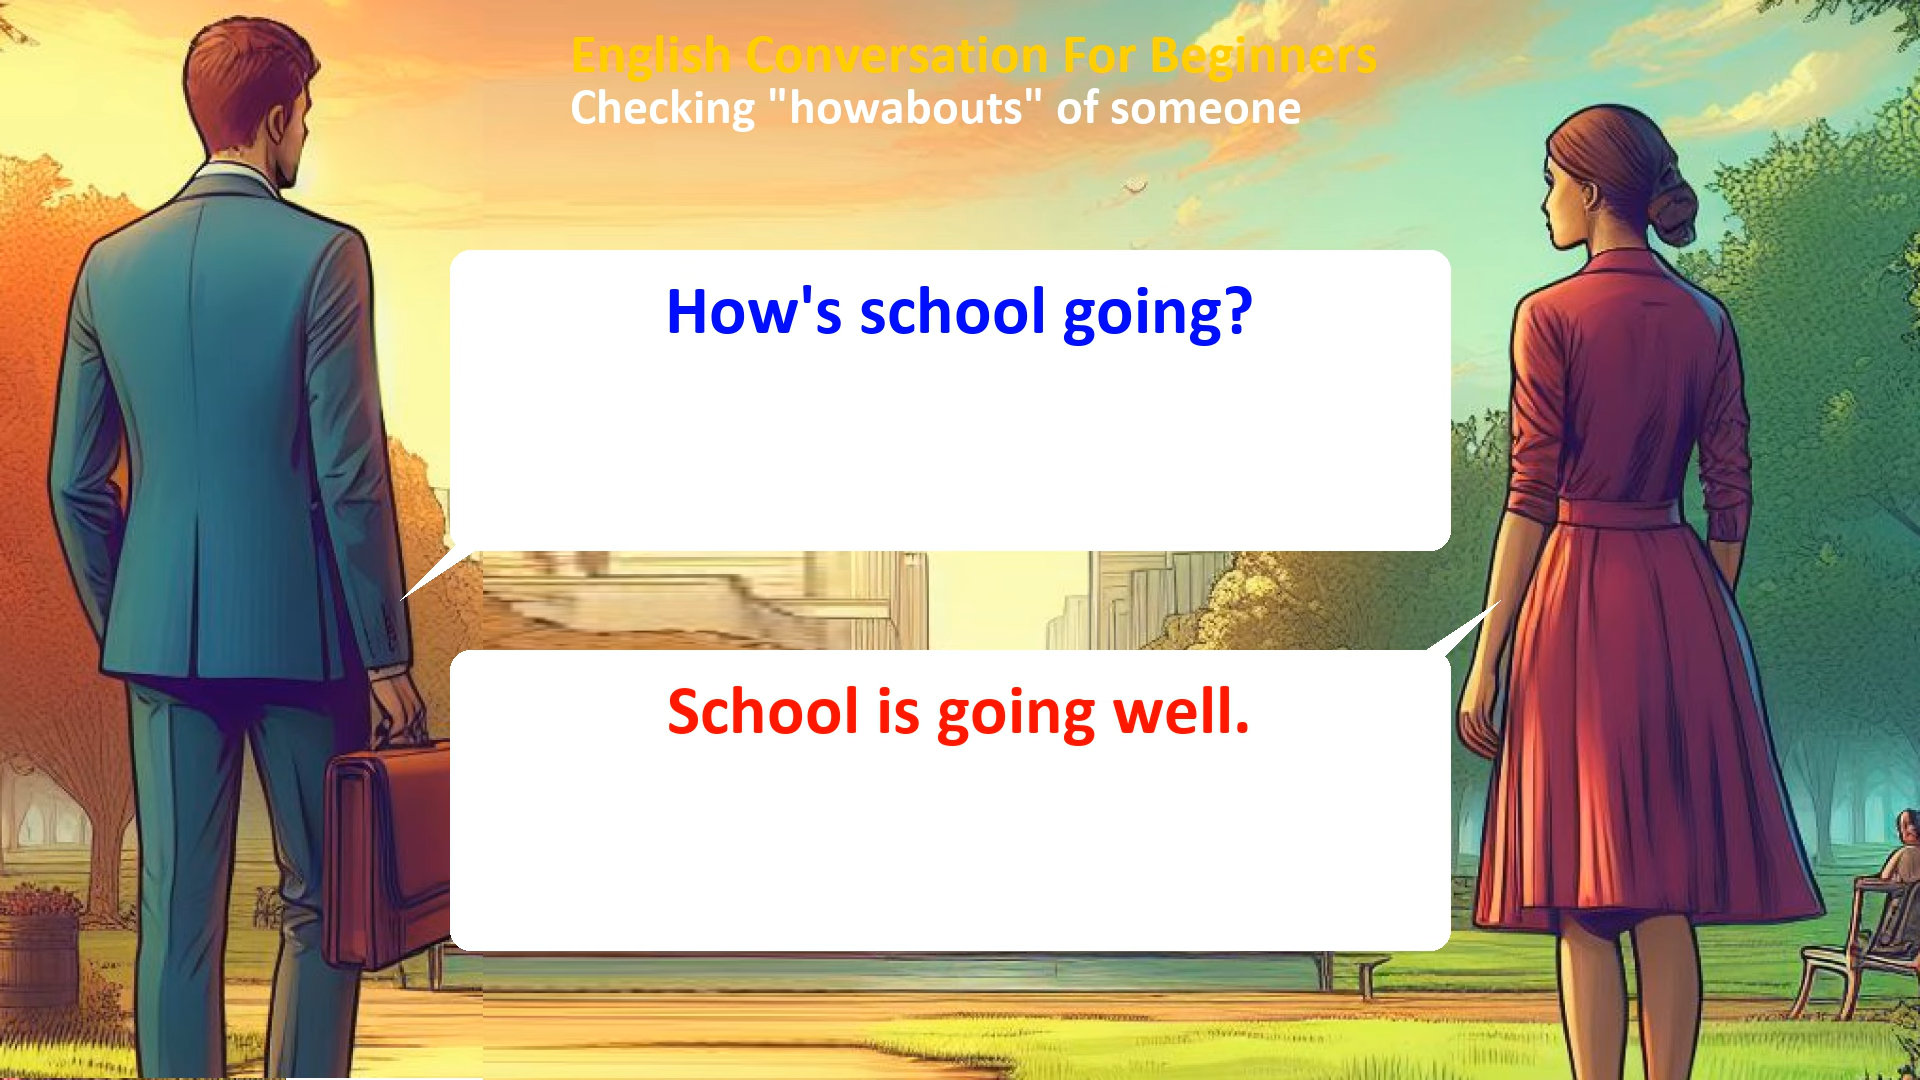 English Conversation For Beginners
Checking "howabouts" of someone
How's school going?
School is going well.